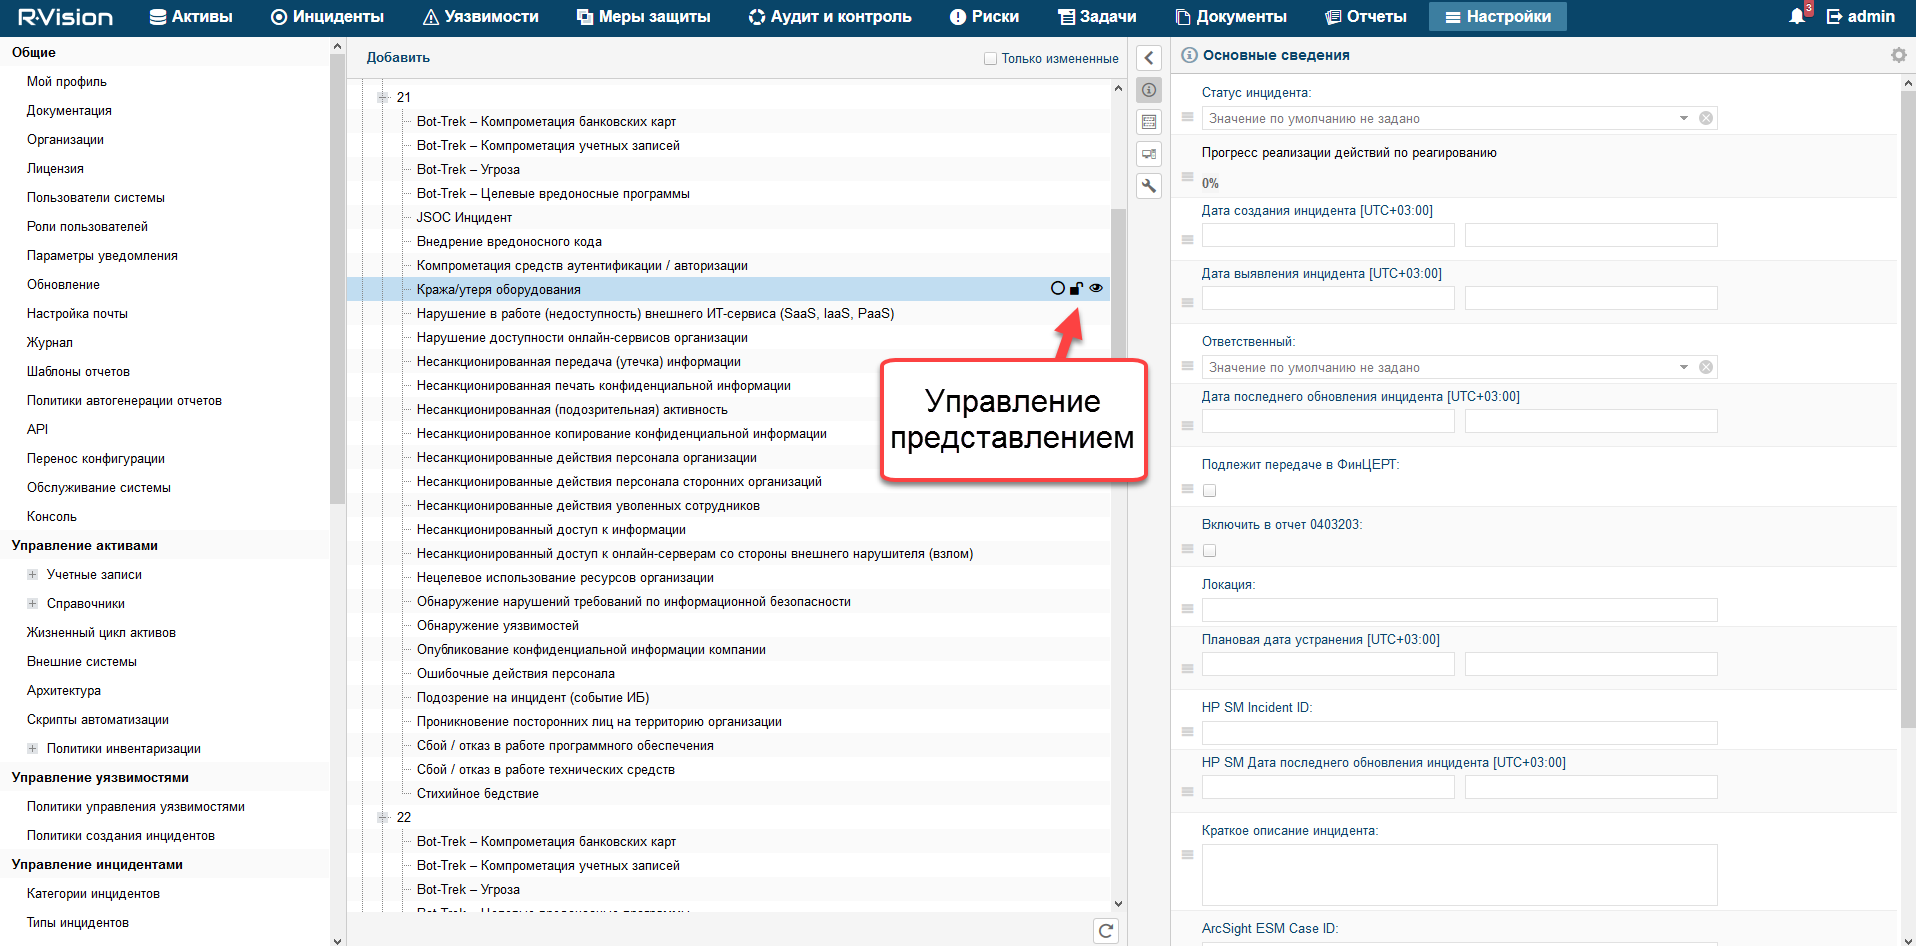 R·Vision
Активы
Инциденты
Уязвимости
Меры защиты
Аудит и контроль
Риски
Задачи
Документы
Отчеты
Настройки
3
admin
Общие
Мой профиль
Документация
Организации
Лицензия
Пользователи системы
Роли пользователей
Параметры уведомления
Обновление
Настройка почты
Журнал
Шаблоны отчетов
Политики автогенерации отчетов
API
Перенос конфигурации
Обслуживание системы
Консоль
Управление активами
Учетные записи
Справочники
Жизненный цикл активов
Внешние системы
Архитектура
Скрипты автоматизации
Политики инвентаризации
Управление уязвимостями
Политики управления уязвимостями
Политики создания инцидентов
Управление инцидентами
Категории инцидентов
Типы инцидентов
Добавить
Только измененные
21
Bot-Trek – Компрометация банковских карт
Bot-Trek – Компрометация учетных записей
Bot-Trek – Угроза
Bot-Trek – Целевые вредоносные программы
JSOC Инцидент
Внедрение вредоносного кода
Компрометация средств аутентификации / авторизации
Кража/утеря оборудования
Нарушение в работе (недоступность) внешнего ИТ-сервиса (SaaS, IaaS, PaaS)
Нарушение доступности онлайн-сервисов организации
Несанкционированная передача (утечка) информации
Несанкционированная печать конфиденциальной информации
Несанкционированная (подозрительная) активность
Несанкционированное копирование конфиденциальной информации
Несанкционированные действия персонала организации
Несанкционированные действия персонала сторонних организаций
Несанкционированные действия уволенных сотрудников
Несанкционированный доступ к информации
Несанкционированный доступ к онлайн-серверам со стороны внешнего нарушителя (взлом)
Нецелевое использование ресурсов организации
Обнаружение нарушений требований по информационной безопасности
Обнаружение уязвимостей
Опубликование конфиденциальной информации компании
Ошибочные действия персонала
Подозрение на инцидент (событие ИБ)
Проникновение посторонних лиц на территорию организации
Сбой / отказ в работе программного обеспечения
Сбой / отказ в работе технических средств
Стихийное бедствие
22
Bot-Trek – Компрометация банковских карт
Bot-Trek – Компрометация учетных записей
Bot-Trek – Угроза
Bot-Trek – Целевые вредоносные программы
Управление
представлением
Основные сведения
Статус инцидента:
Значение по умолчанию не задано
Прогресс реализации действий по реагированию
0%
Дата создания инцидента [UTC+03:00]
Дата выявления инцидента [UTC+03:00]
Ответственный:
Значение по умолчанию не задано
Дата последнего обновления инцидента [UTC+03:00]
Подлежит передаче в ФинЦЕРТ:
Включить в отчет 0403203:
Локация:
Плановая дата устранения [UTC+03:00]
HP SM Incident ID:
HP SM Дата последнего обновления инцидента [UTC+03:00]
Краткое описание инцидента:
ArcSight ESM Case ID: